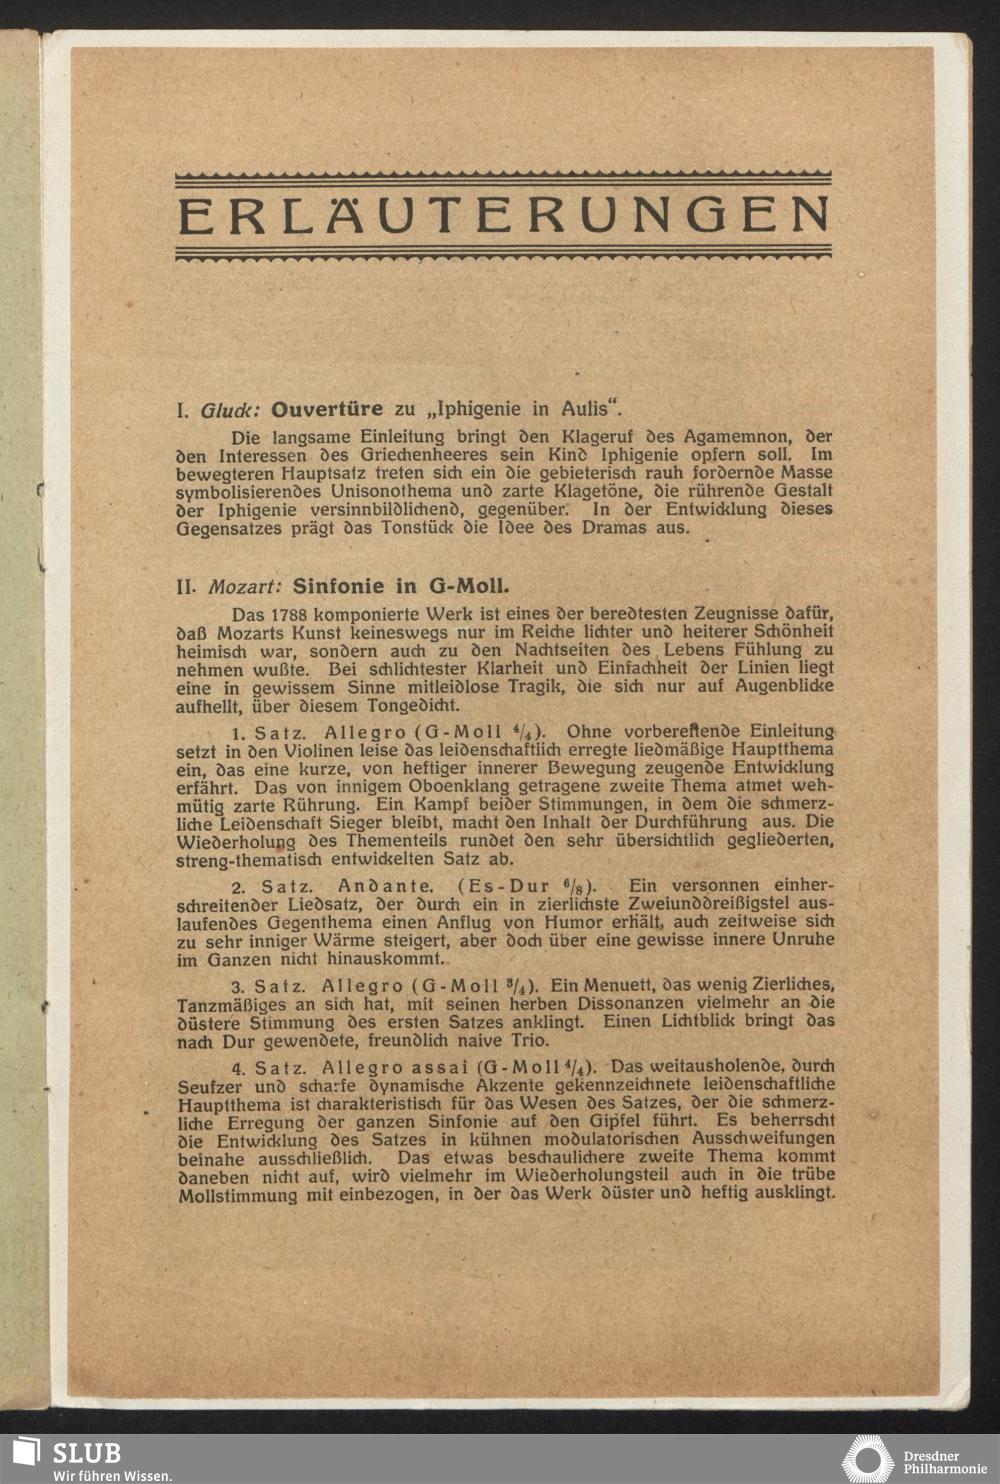 ERLÄUTERUNGEN
I. Gluck: Ouvertüre zu „Iphigenie in Aulis“.
Die langsame Einleitung bringt den Klageruf des Agamemnon, der
den Interessen des Griechenheeres sein Kind Iphigenie opfern soll. Im
bewegteren Hauptsatz treten sich ein die gebieterisch rauh fordernde Masse
symbolisierendes Unisonothema und zarte Klagetöne, die rührende Gestalt
der Iphigenie versinnbildlichend, gegenüber. In der Entwicklung dieses
Gegensatzes prägt das Tonstück die Idee des Dramas aus.
II. Mozart: Sinfonie in G-Moll.
Das 1788 komponierte Werk ist eines der beredtesten Zeugnisse dafür,
daß Mozarts Kunst keineswegs nur im Reiche lichter und heiterer Schönheit
heimisch war, sondern auch zu den Nachtseiten des Lebens Fühlung zu
nehmen wußte. Bei schlichtester Klarheit und Einfachheit der Linien liegt
eine in gewissem Sinne mitleidlose Tragik, die sich nur auf Augenblicke
aufhellt, über diesem Tongedicht.
1. Satz. Allegro (G-Moll 4/4). Ohne vorbereitende Einleitung
setzt in den Violinen leise das leidenschaftlich erregte liedmäßige Hauptthema
ein, das eine kurze, von heftiger innerer Bewegung zeugende Entwicklung
erfährt. Das von innigem Oboenklang getragene zweite Thema atmet weh-
mütig zarte Rührung. Ein Kampf beider Stimmungen, in dem die schmerz-
liche Leidenschaft Sieger bleibt, macht den Inhalt der Durchführung aus. Die
Wiederholung des Thementeils rundet den sehr übersichtlich gegliederten,
streng-thematisch entwickelten Satz ab.
2. Satz. Andante. (Es-Dur 6/8). Ein versonnen einher-
schreitender Liedsatz, der durch ein in zierlichste Zweiunddreißigstel aus-
laufendes Gegenthema einen Anflug von Humor erhält, auch zeitweise sich
zu sehr inniger Wärme steigert, aber doch über eine gewisse innere Unruhe
im Ganzen nicht hinauskommt.
3. Satz. Allegro (G-Moll 3/4). Ein Menuett, das wenig Zierliches,
Tanzmäßiges an sich hat, mit seinen herben Dissonanzen vielmehr an die
düstere Stimmung des ersten Satzes anklingt. Einen Lichtblick bringt das
nach Dur gewendete, freundlich naive Trio.
4. Satz. Allegro assai (G-Moll 4/4). Das weitausholende, durch
Seufzer und scharfe dynamische Akzente gekennzeichnete leidenschaftliche
Hauptthema ist charakteristisch für das Wesen des Satzes, der die schmerz-
liche Erregung der ganzen Sinfonie auf den Gipfel führt. Es beherrscht
die Entwicklung des Satzes in kühnen modulatorischen Ausschweifungen
beinahe ausschließlich. Das etwas beschaulichere zweite Thema kommt
daneben nicht auf, wird vielmehr im Wiederholungsteil auch in die trübe
Mollstimmung mit einbezogen, in der das Werk düster und heftig ausklingt.
SLUB
Wir führen Wissen.
Dresdner
Philharmonie